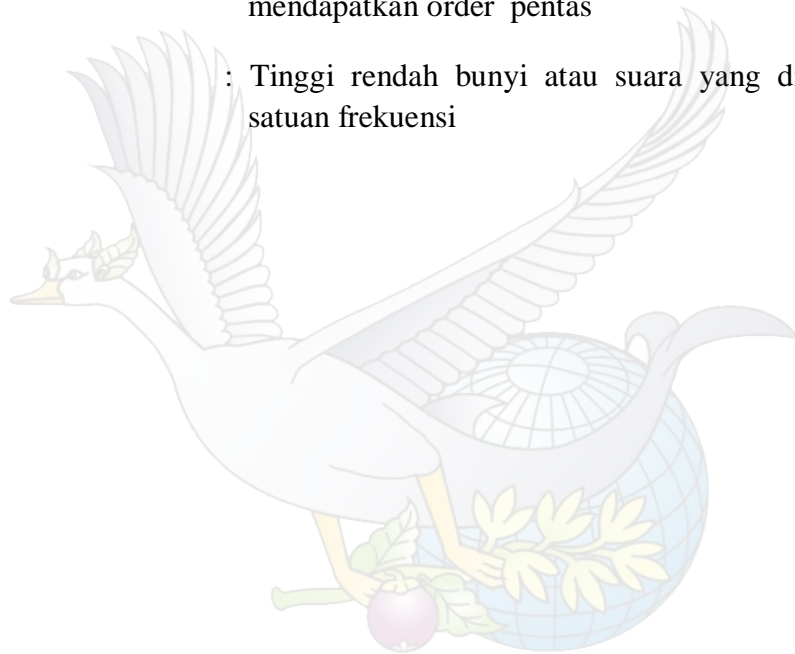 mendapatkan order pentas
: Tinggi rendah bunyi atau suara yang
satuan frekuensi